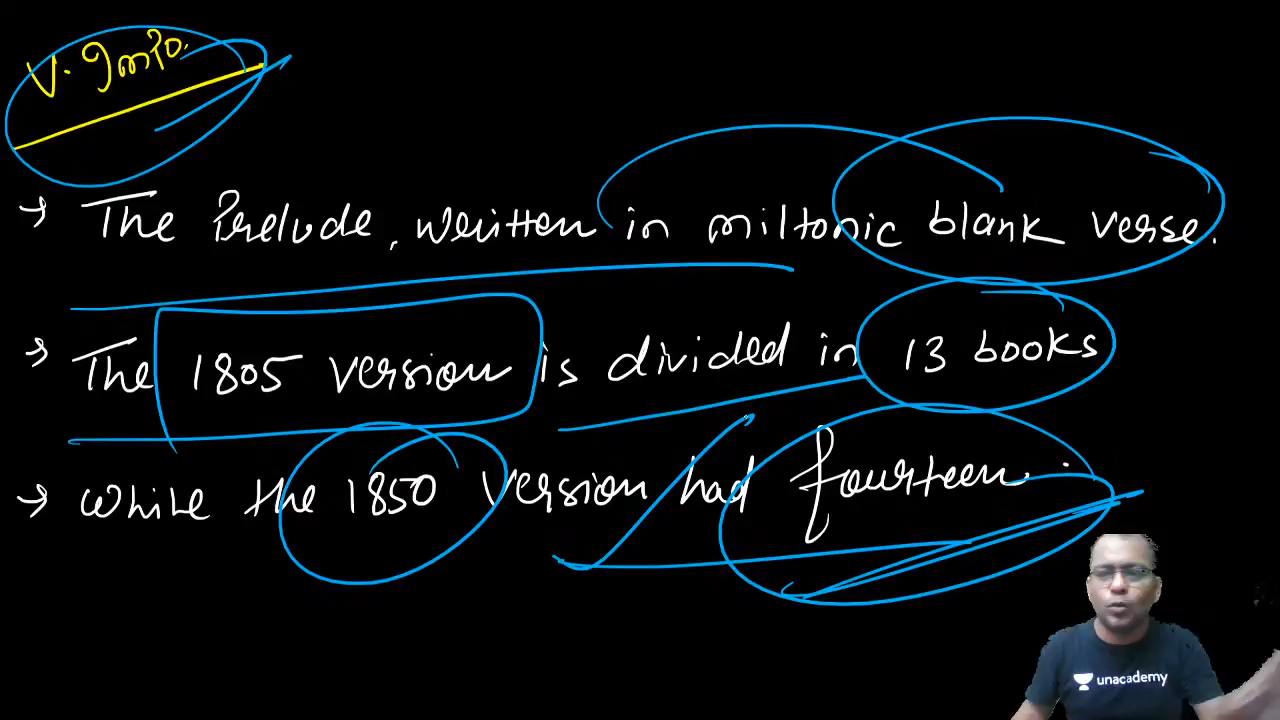 V. Imp.
→ The Prelude, written in miltonic blank verse.
→ The 1805 version is divided in 13 books
→ While the 1850 version had fourteen.
unacademy